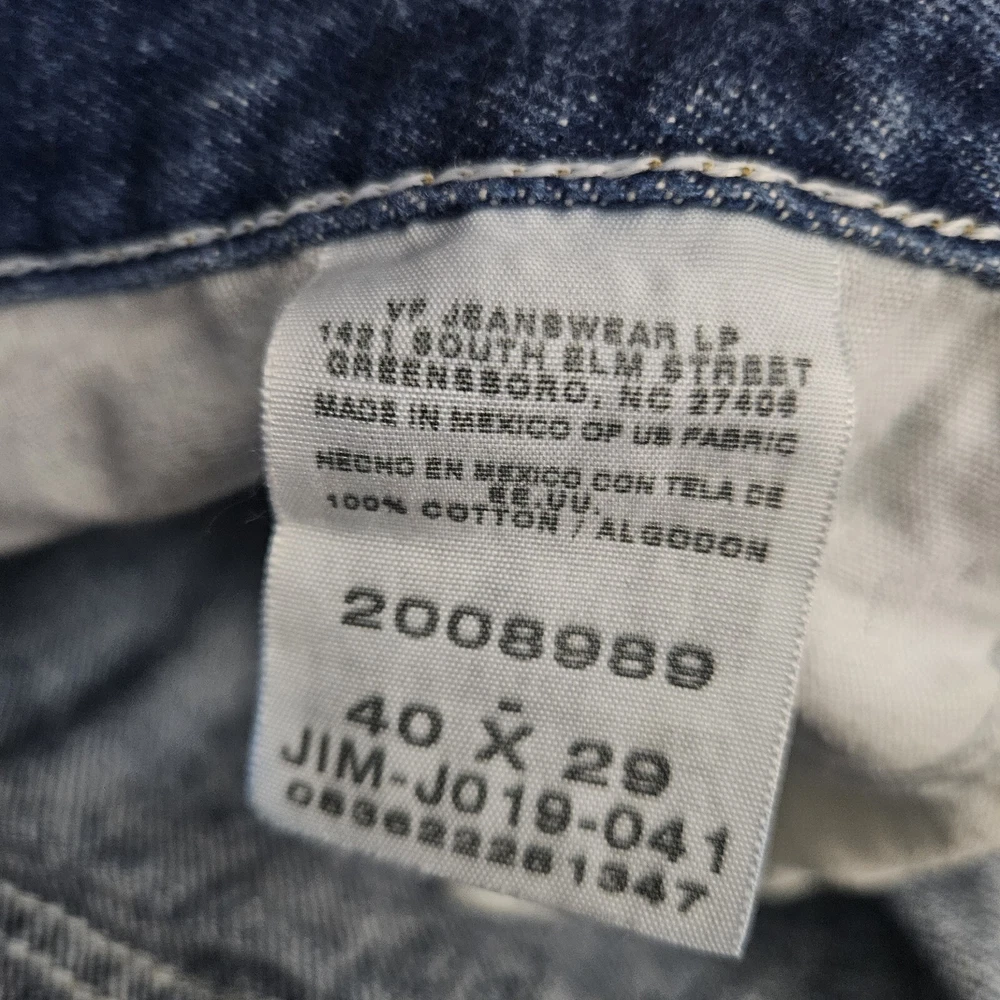 VF JEANSWEAR LP
1421 SOUTH ELM STREET
GREENSBORO, NC 27406
MADE IN MEXICO OF US FABRIC
HECHO EN MEXICO CON TELA DE
EE.UU.
100% COTTON / ALGODON
2008989
-
40 X 29
JIM-J019-041
083622281347